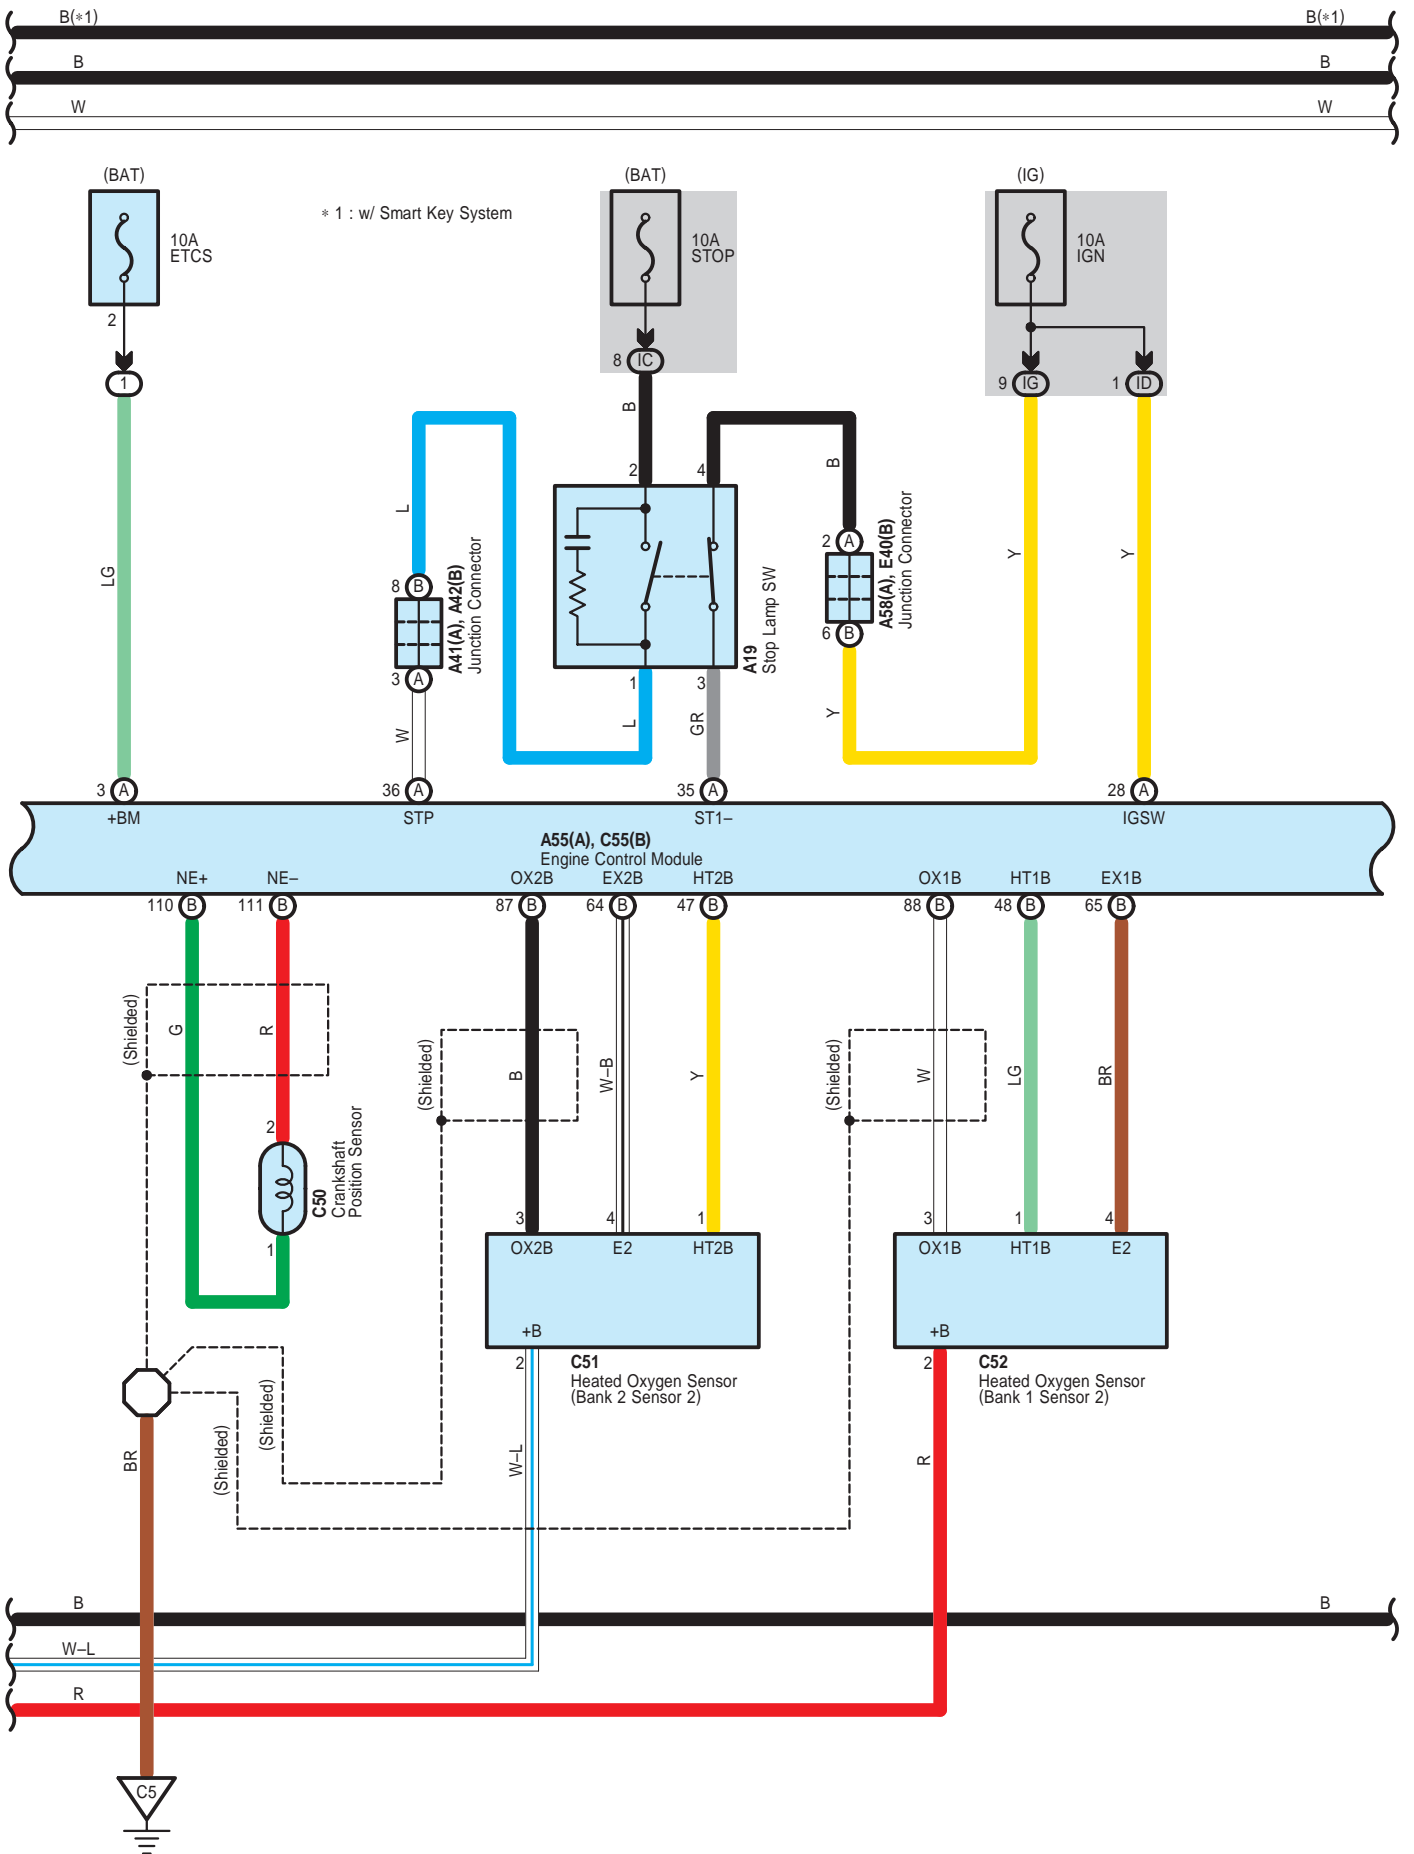 B(∗1)
B(∗1)
B
B
W
W
(BAT)
(BAT)
(IG)
∗ 1 : w/ Smart Key System
10A
ETCS
10A
STOP
10A
IGN
2
1
8 IC
9 IG
1 ID
B
2
4
B
L
LG
8 B
A41(A), A42(B)
Junction Connector
3 A
W
A19
Stop Lamp SW
1
3
L
GR
2 A
A58(A), E40(B)
Junction Connector
6 B
Y
Y
Y
3 A
36 A
35 A
28 A
+BM
STP
ST1–
IGSW
A55(A), C55(B)
Engine Control Module
NE+
NE–
OX2B
EX2B
HT2B
OX1B
HT1B
EX1B
110 B
111 B
87 B
64 B
47 B
88 B
48 B
65 B
(Shielded)
G
R
(Shielded)
B
W–B
Y
(Shielded)
W
LG
BR
2
C50
Crankshaft
Position Sensor
1
3
4
1
3
1
4
OX2B
E2
HT2B
OX1B
HT1B
E2
+B
+B
2
C51
Heated Oxygen Sensor
(Bank 2 Sensor 2)
2
C52
Heated Oxygen Sensor
(Bank 1 Sensor 2)
BR
(Shielded)
(Shielded)
W–L
R
B
B
W–L
R
C5